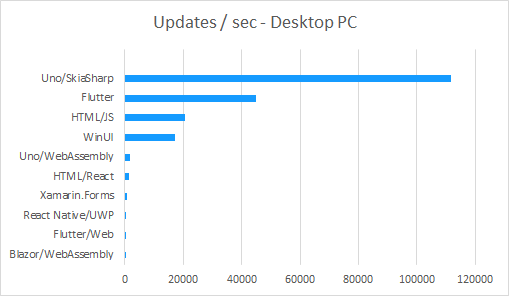 Updates / sec - Desktop PC
Uno/SkiaSharp
Flutter
HTML/JS
WinUI
Uno/WebAssembly
HTML/React
Xamarin.Forms
React Native/UWP
Flutter/Web
Blazor/WebAssembly
0 20000 40000 60000 80000 100000 120000